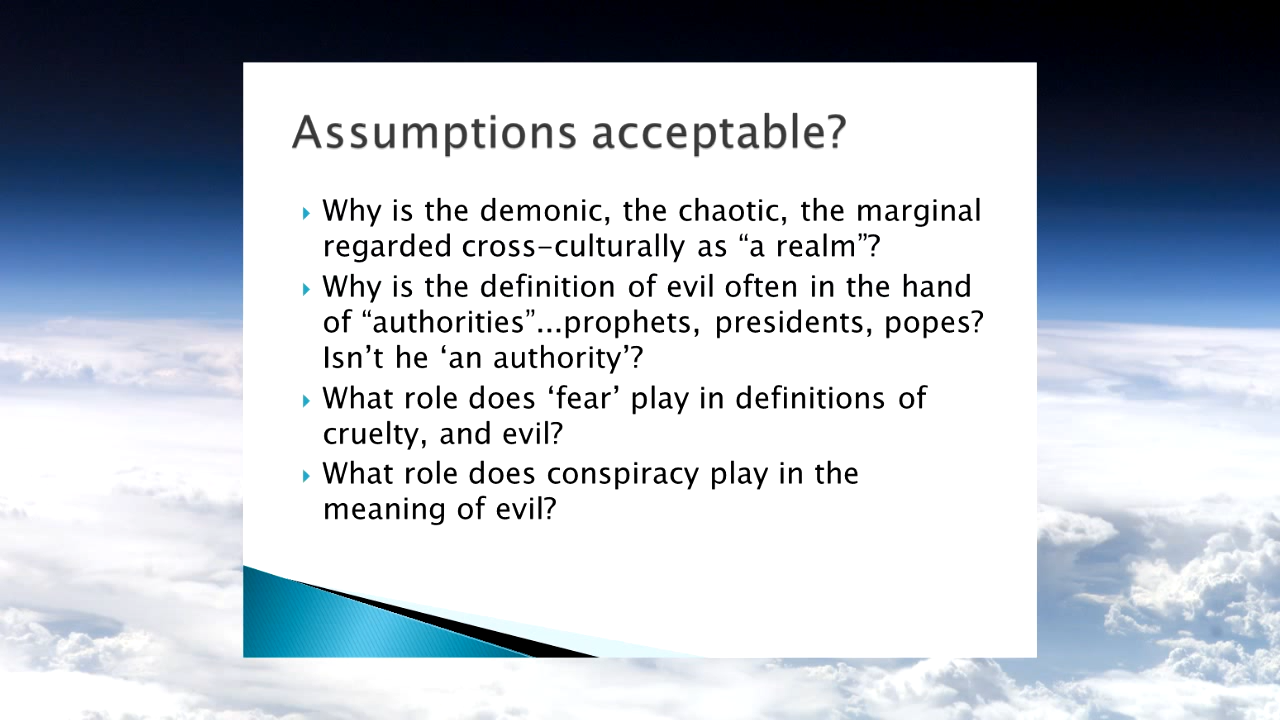 Assumptions acceptable?
Why is the demonic, the chaotic, the marginal
regarded cross-culturally as “a realm”?
Why is the definition of evil often in the hand
of “authorities”...prophets, presidents, popes?
Isn’t he ‘an authority’?
What role does ‘fear’ play in definitions of
cruelty, and evil?
What role does conspiracy play in the
meaning of evil?